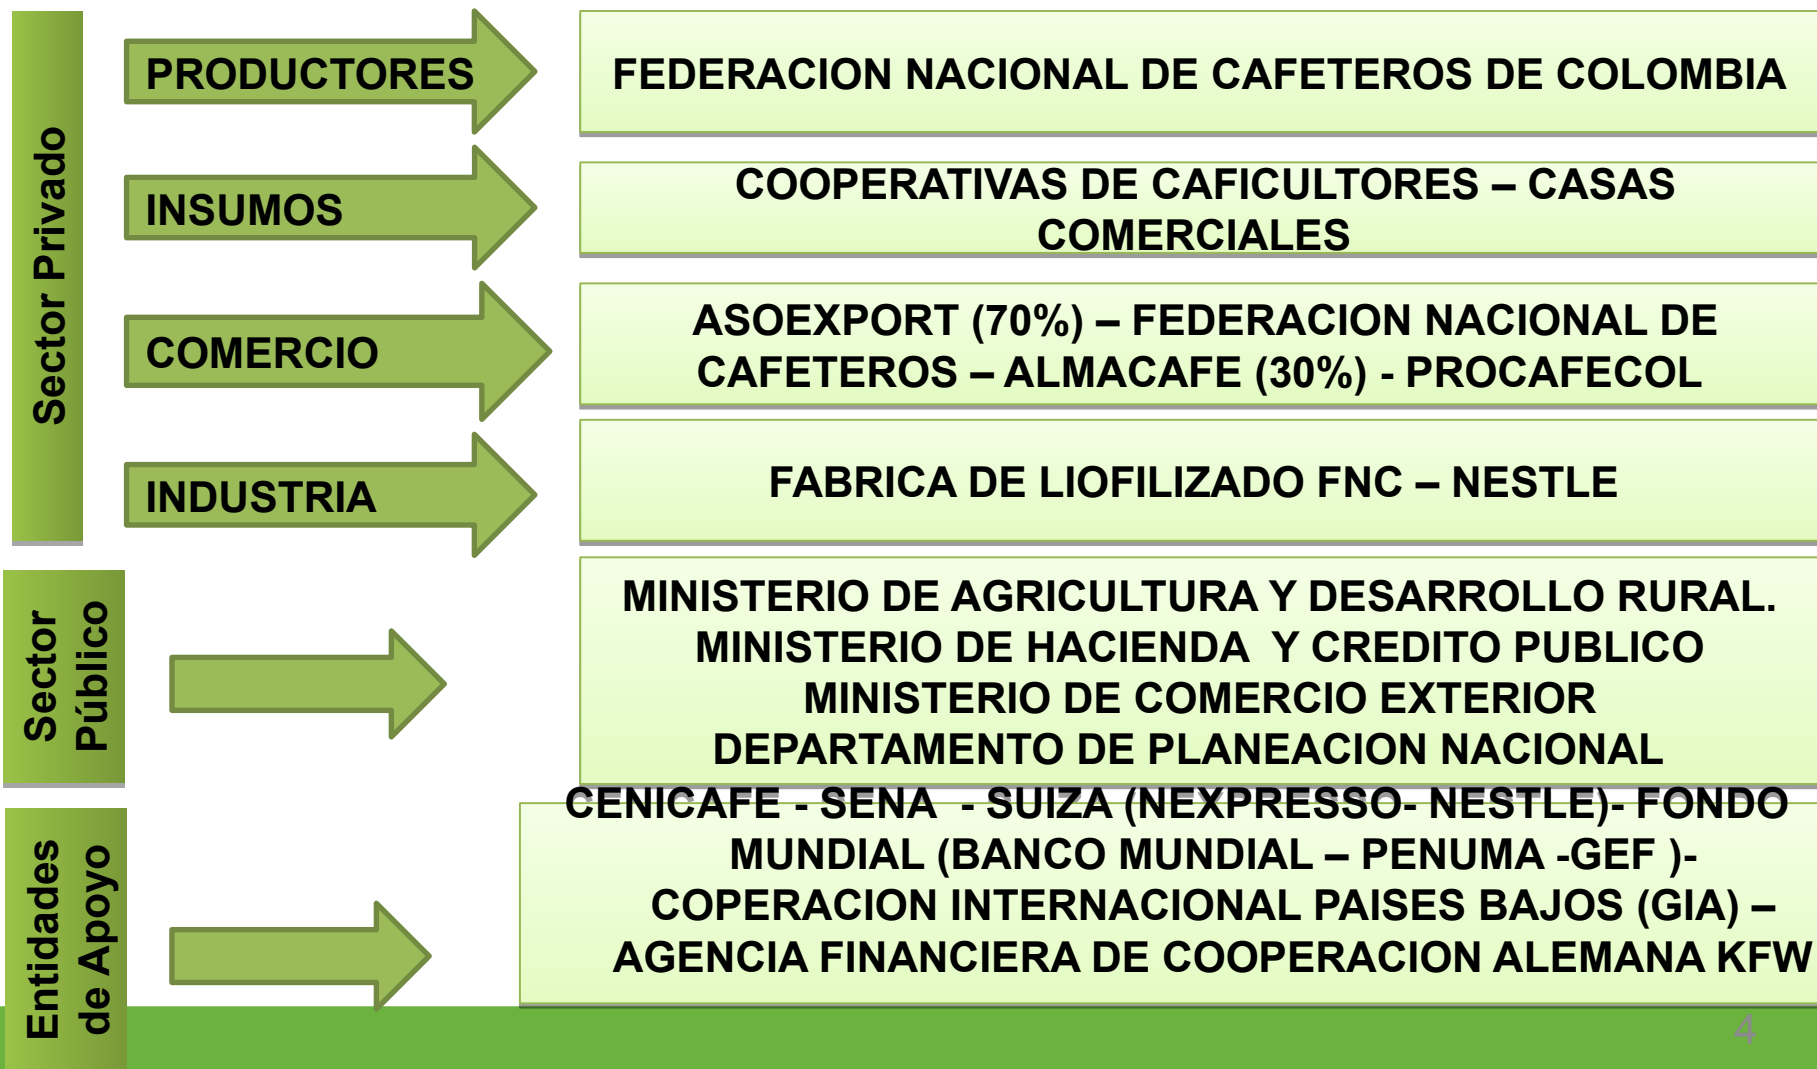 Sector Privado
PRODUCTORES
FEDERACION NACIONAL DE CAFETEROS DE COLOMBIA
INSUMOS
COOPERATIVAS DE CAFICULTORES – CASAS
COMERCIALES
COMERCIO
ASOEXPORT (70%) – FEDERACION NACIONAL DE
CAFETEROS – ALMACAFE (30%) - PROCAFECOL
INDUSTRIA
FABRICA DE LIOFILIZADO FNC – NESTLE
Sector
Público
MINISTERIO DE AGRICULTURA Y DESARROLLO RURAL.
MINISTERIO DE HACIENDA  Y CREDITO PUBLICO
MINISTERIO DE COMERCIO EXTERIOR
DEPARTAMENTO DE PLANEACION NACIONAL
Entidades
de Apoyo
CENICAFE - SENA  - SUIZA (NEXPRESSO- NESTLE)- FONDO
MUNDIAL (BANCO MUNDIAL – PENUMA -GEF )-
COPERACION INTERNACIONAL PAISES BAJOS (GIA) –
AGENCIA FINANCIERA DE COOPERACION ALEMANA KFW
4